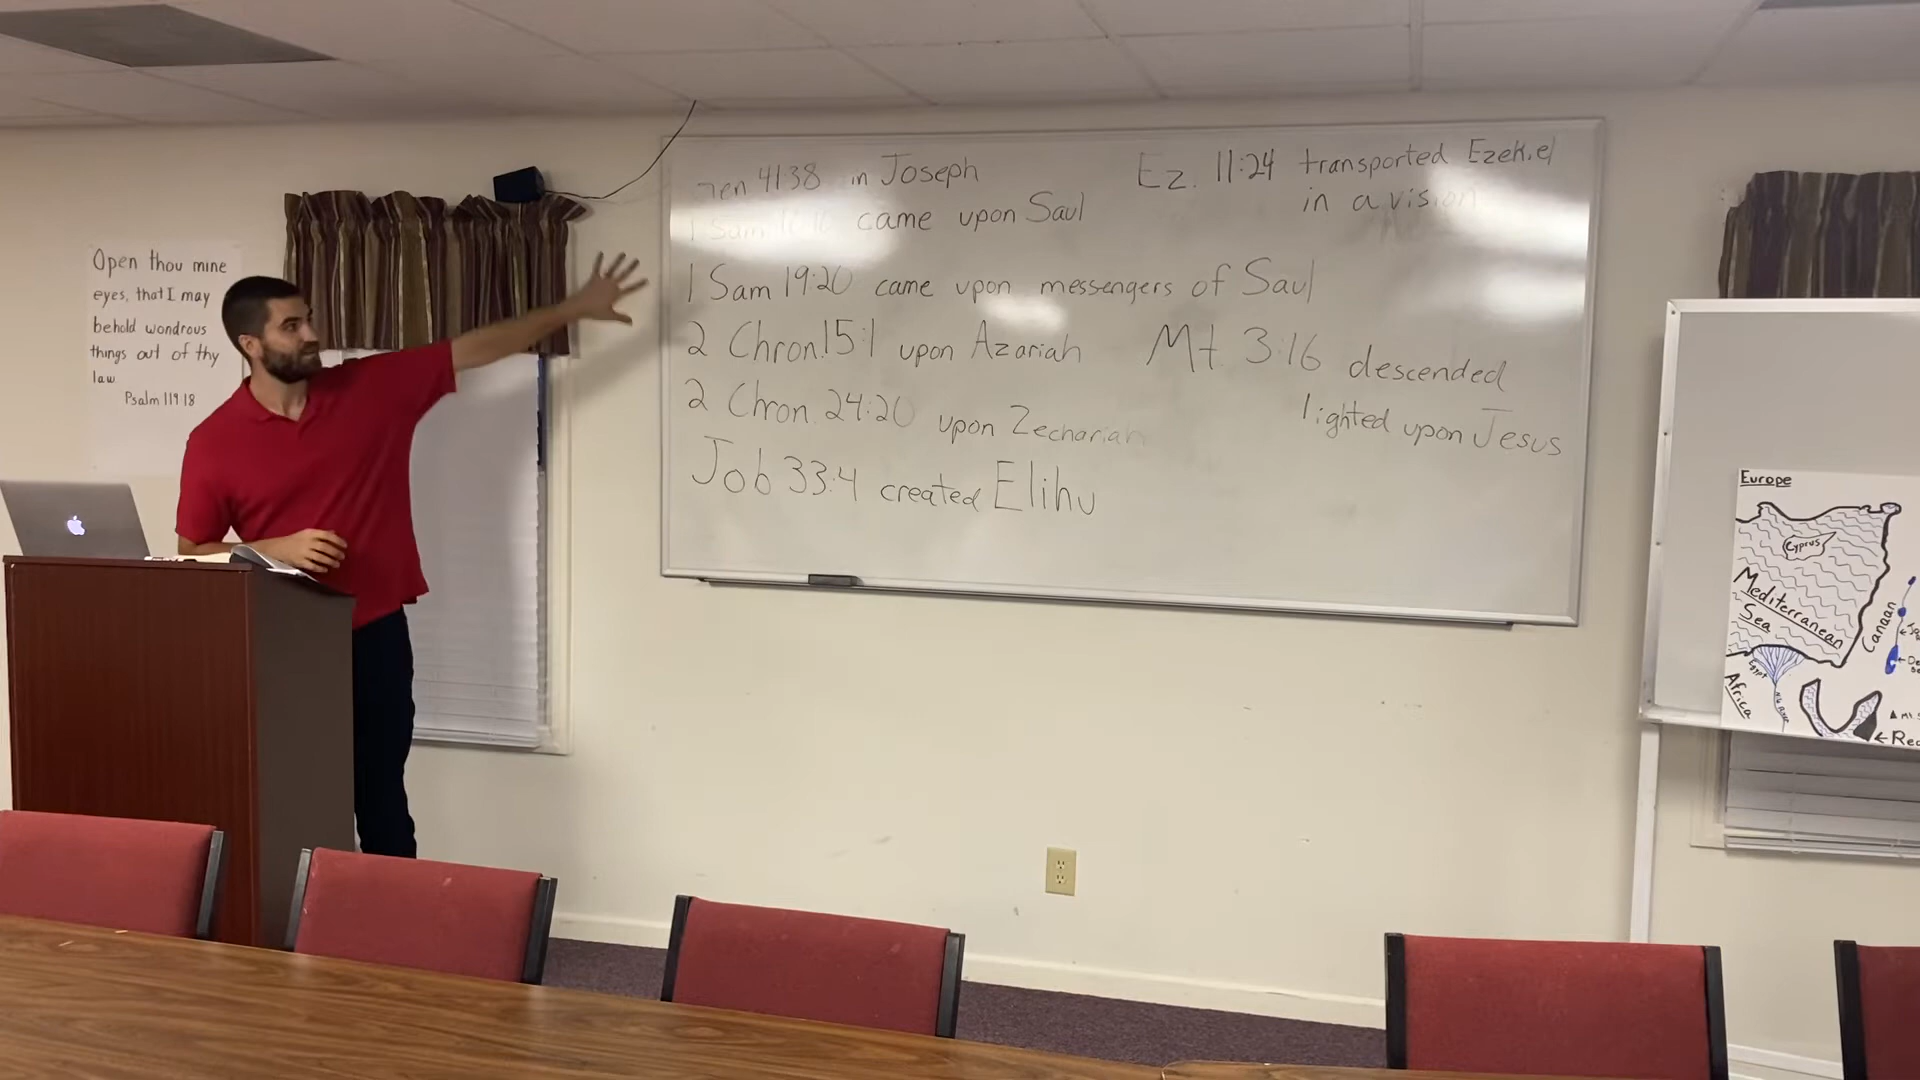 Open thou mine
eyes, that I may
behold wondrous
things out of thy
law
Psalm 119:18
41:38 in Joseph
1 Sam came upon Saul
1 Sam 19:20 came upon messengers of Saul
2 Chron. 15:1 upon Azariah
2 Chron. 24:20 upon Zechariah
Job 33:4 created Elihu
Ez. 11:24 transported Ezekiel
in a vision
Mt 3:16 descended
lighted upon Jesus
Europe
Cyprus
Mediterranean
Sea
Canaan
Egypt
Africa